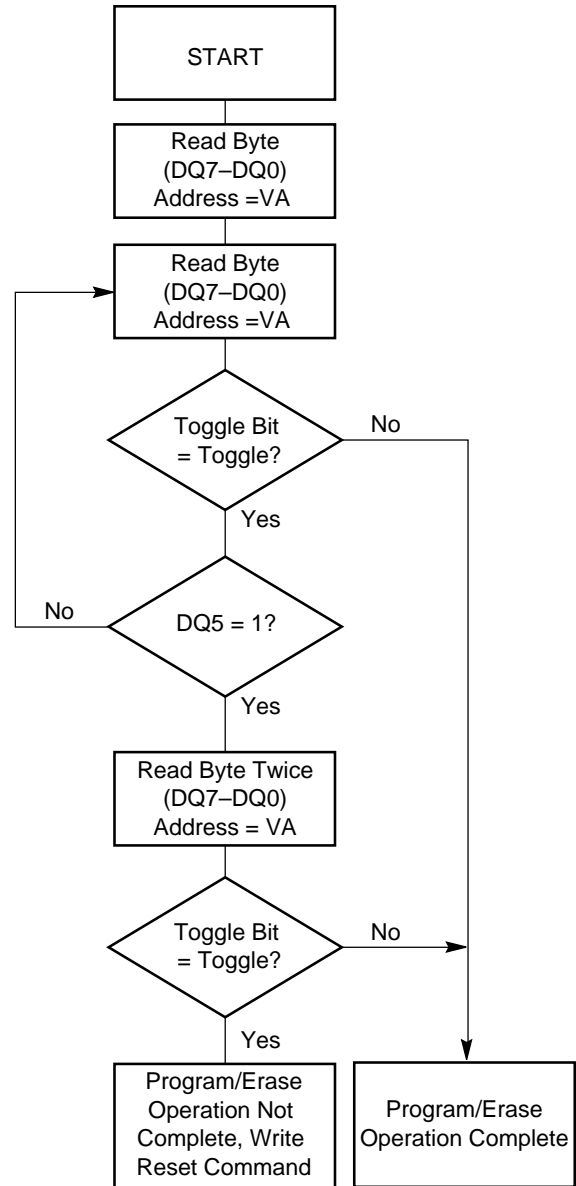 START
Read Byte
(DQ7–DQ0)
Address =VA
Read Byte
(DQ7–DQ0)
Address =VA
Toggle Bit
= Toggle?
No
Yes
No
DQ5 = 1?
Yes
Read Byte Twice
(DQ7–DQ0)
Address = VA
Toggle Bit
= Toggle?
No
Yes
Program/Erase
Operation Not
Complete, Write
Reset Command
Program/Erase
Operation Complete